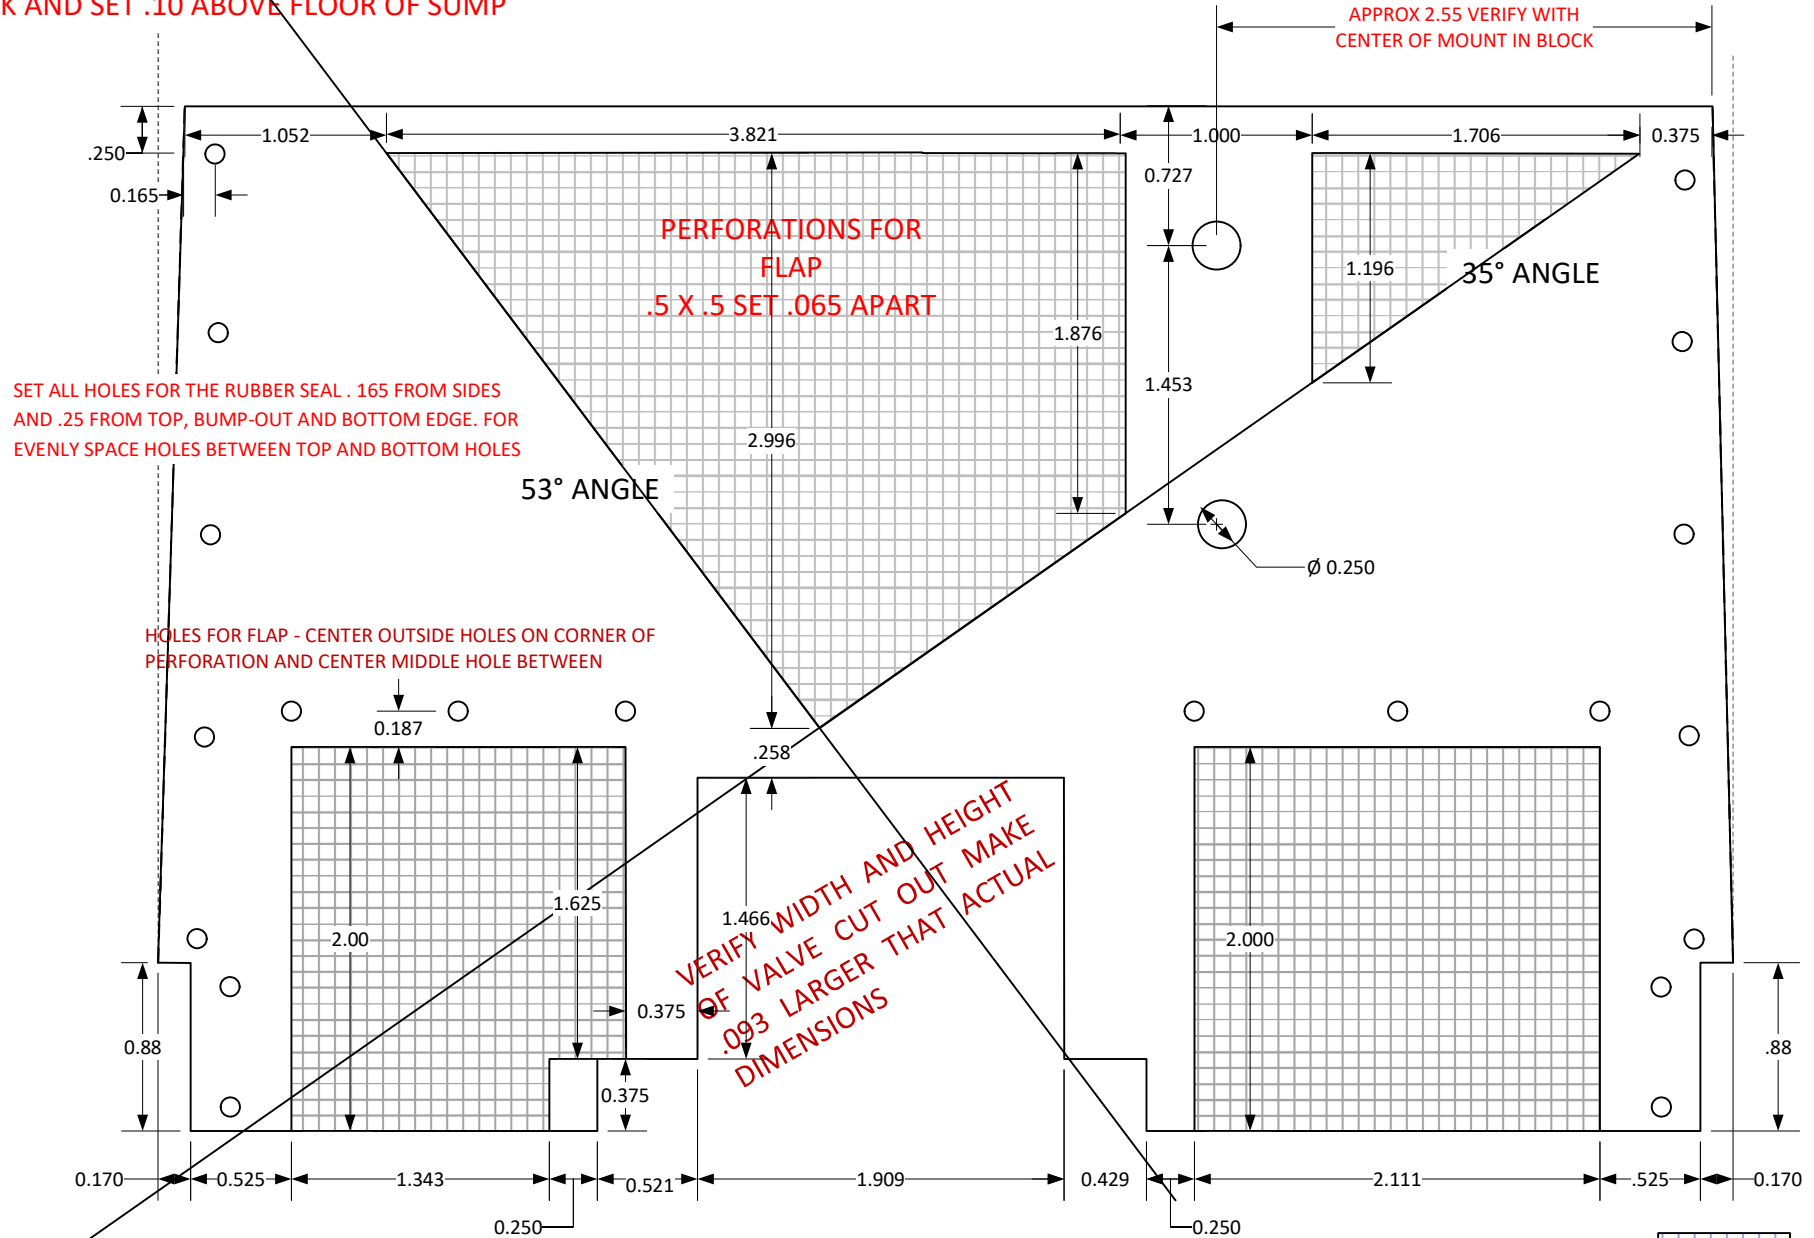 K AND SET .10 ABOVE FLOOR OF SUMP
APPROX 2.55 VERIFY WITH
CENTER OF MOUNT IN BLOCK
1.052
3.821
1.000
1.706
0.375
.250
0.165
0.727
PERFORATIONS FOR
FLAP
.5 X .5 SET .065 APART
1.196
35° ANGLE
1.876
1.453
SET ALL HOLES FOR THE RUBBER SEAL . 165 FROM SIDES
AND .25 FROM TOP, BUMP-OUT AND BOTTOM EDGE. FOR
EVENLY SPACE HOLES BETWEEN TOP AND BOTTOM HOLES
2.996
53° ANGLE
Ø 0.250
HOLES FOR FLAP - CENTER OUTSIDE HOLES ON CORNER OF
PERFORATION AND CENTER MIDDLE HOLE BETWEEN
0.187
.258
1.625
2.00
1.466
VERIFY WIDTH AND HEIGHT
OF VALVE CUT OUT MAKE
.093 LARGER THAT ACTUAL
DIMENSIONS
2.000
0.375
0.88
.88
0.375
0.170
0.525
1.343
0.521
1.909
0.429
2.111
.525
0.170
0.250
0.250